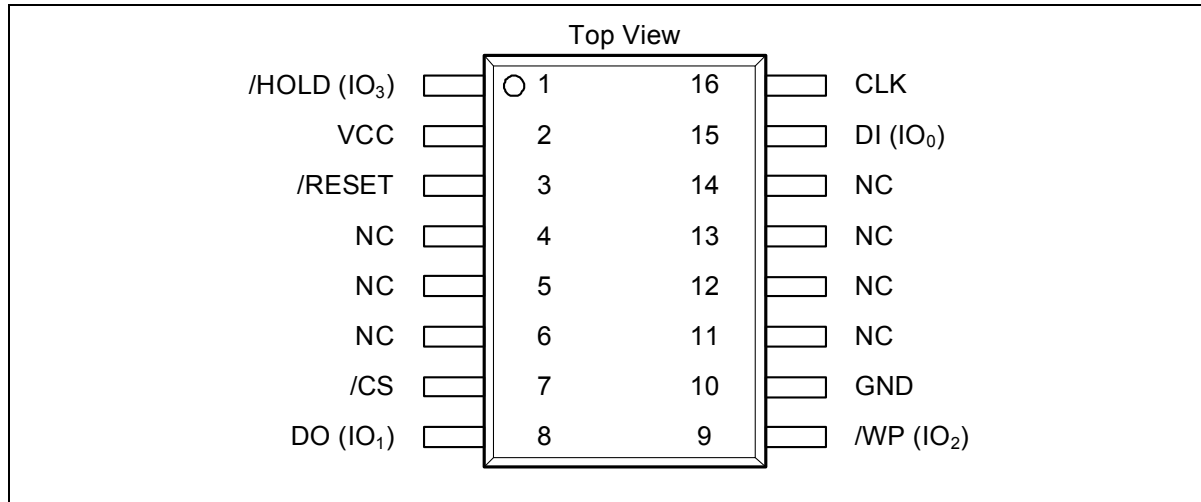 Top View
/HOLD (IO₃) 1 16 CLK
VCC 2 15 DI (IO₀)
/RESET 3 14 NC
NC 4 13 NC
NC 5 12 NC
NC 6 11 NC
/CS 7 10 GND
DO (IO₁) 8 9 /WP (IO₂)